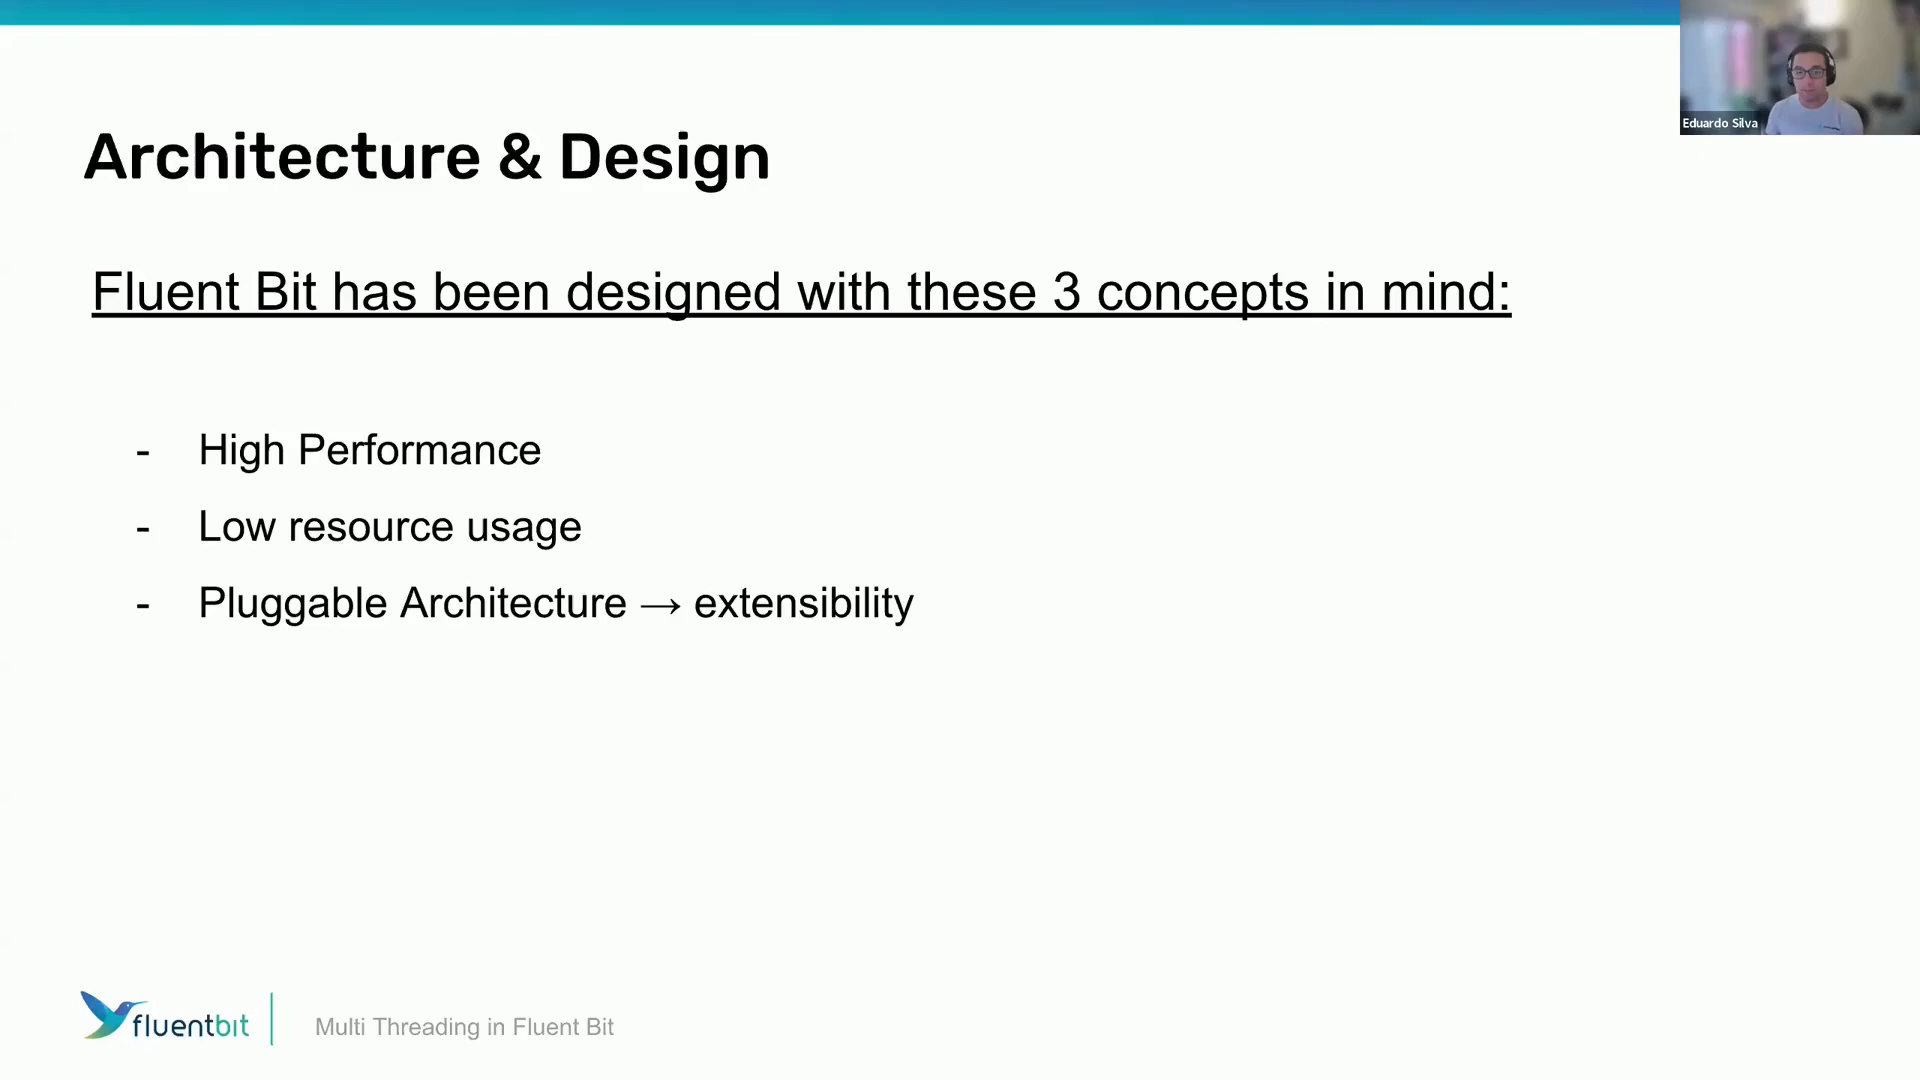 Eduardo Silva
Architecture & Design
Fluent Bit has been designed with these 3 concepts in mind:
- High Performance
- Low resource usage
- Pluggable Architecture → extensibility
fluentbit
Multi Threading in Fluent Bit